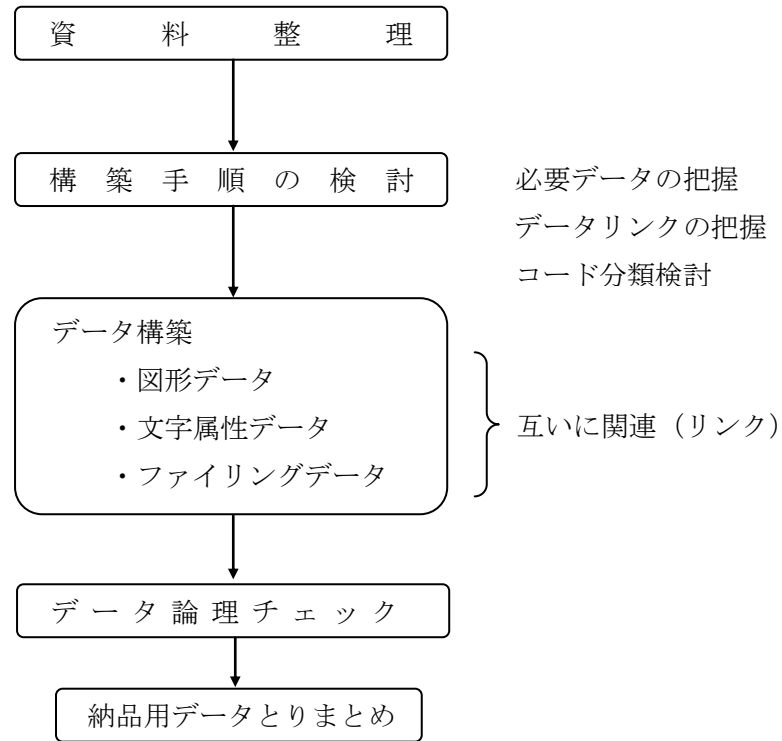 資料整理
構築手順の検討
必要データの把握
データリンクの把握
コード分類検討
データ構築
・図形データ
・文字属性データ
・ファイリングデータ
互いに関連（リンク）
データ論理チェック
納品用データとりまとめ